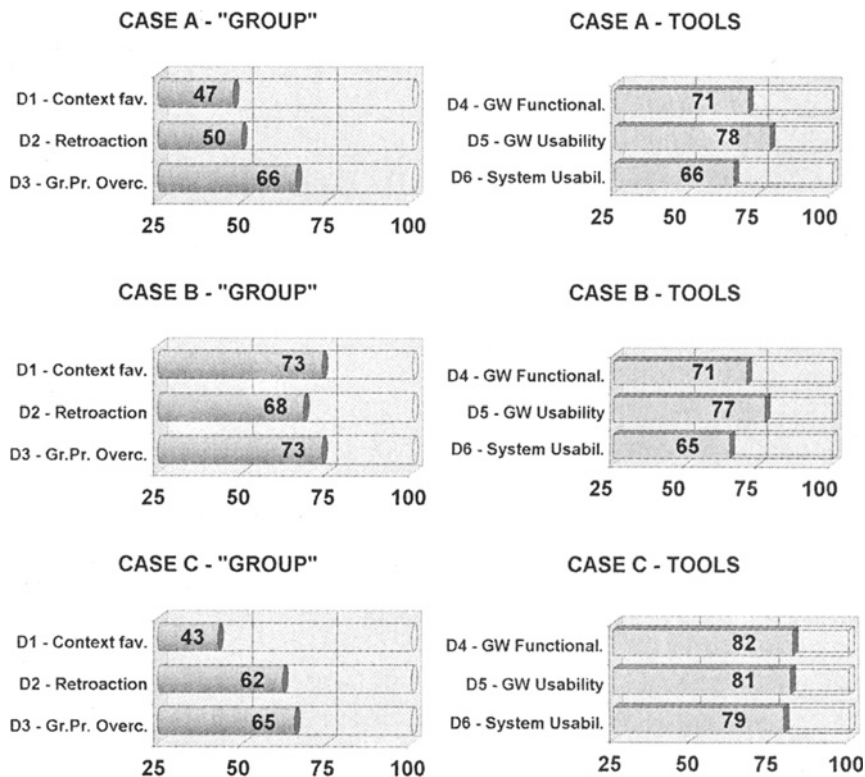 CASE A - "GROUP"
D1 - Context fav. 47
D2 - Retroaction 50
D3 - Gr.Pr. Overc. 66
25 50 75 100
CASE A - TOOLS
D4 - GW Functional. 71
D5 - GW Usability 78
D6 - System Usabil. 66
25 50 75 100
CASE B - "GROUP"
D1 - Context fav. 73
D2 - Retroaction 68
D3 - Gr.Pr. Overc. 73
25 50 75 100
CASE B - TOOLS
D4 - GW Functional. 71
D5 - GW Usability 77
D6 - System Usabil. 65
25 50 75 100
CASE C - "GROUP"
D1 - Context fav. 43
D2 - Retroaction 62
D3 - Gr.Pr. Overc. 65
25 50 75 100
CASE C - TOOLS
D4 - GW Functional. 82
D5 - GW Usability 81
D6 - System Usabil. 79
25 50 75 100